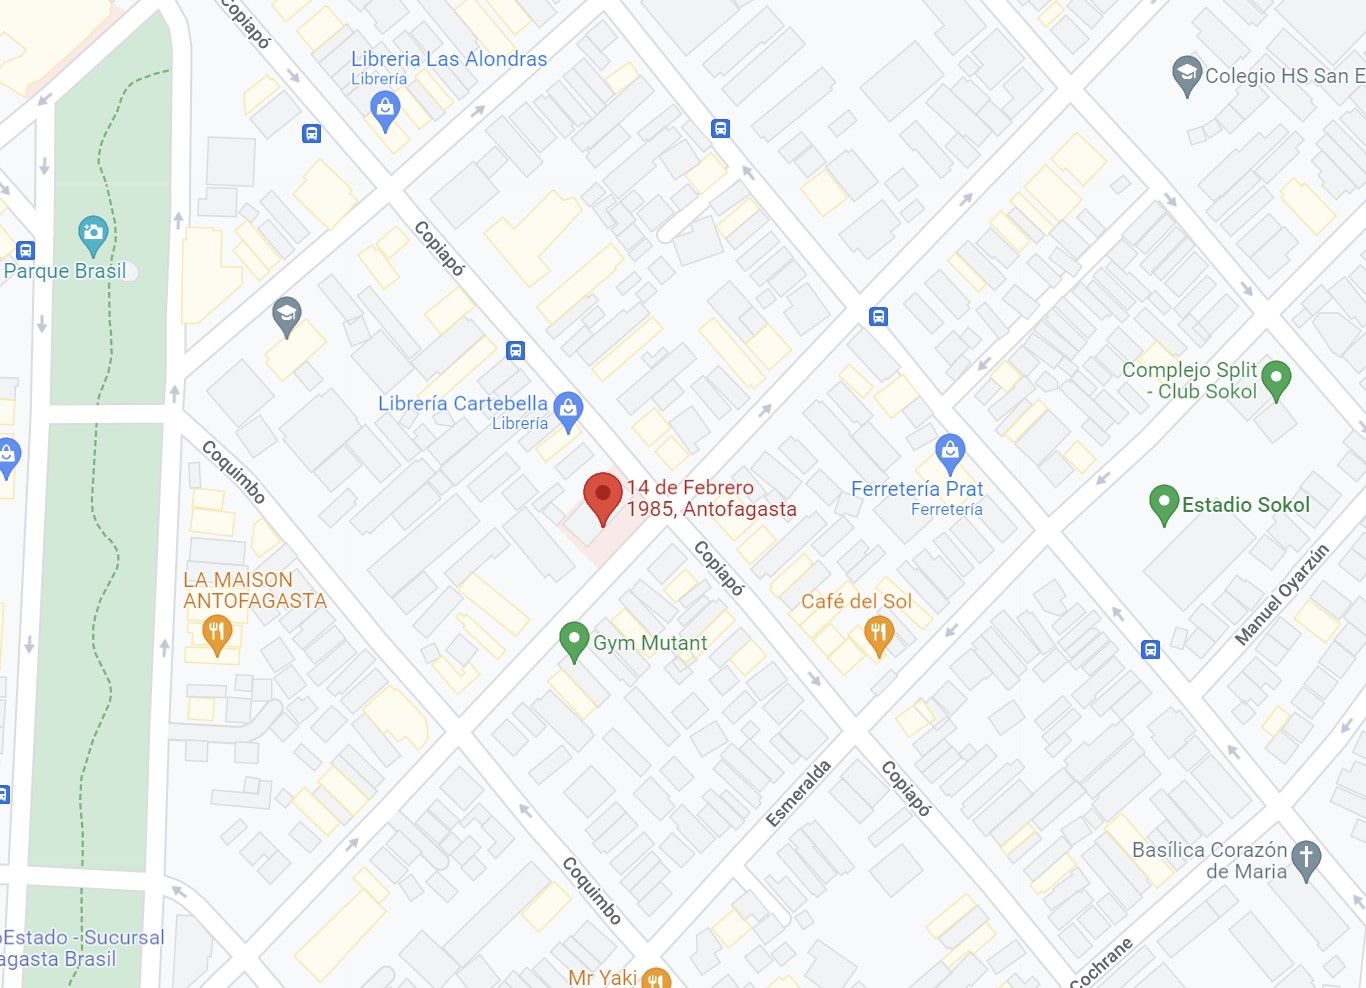 Copiapó
Libreria Las Alondras
Librería
Colegio HS San E
Copiapó
Parque Brasil
Complejo Split
- Club Sokol
Librería Cartebella
Librería
Coquimbo
14 de Febrero
1985, Antofagasta
Ferretería Prat
Ferretería
Estadio Sokol
Copiapó
Manuel Oyarzún
LA MAISON
ANTOFAGASTA
Café del Sol
Gym Mutant
Esmeralda
Copiapó
Basílica Corazón
de Maria
Coquimbo
oEstado - Sucursal
agasta Brasil
Cochrane
Mr Yaki